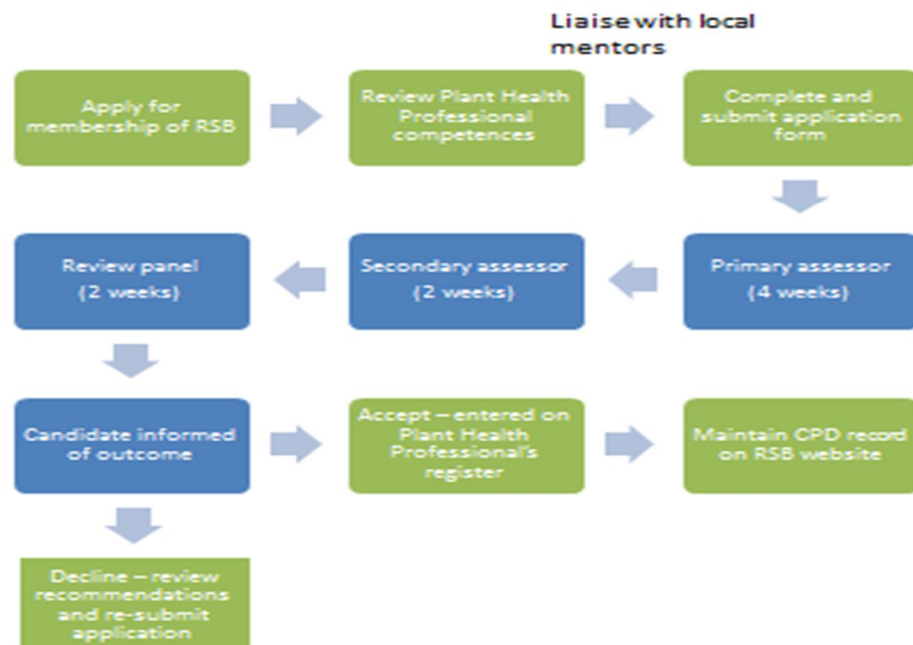 Liaise with local
mentors
Apply for
membership of RSB
Review Plant Health
Professional
competences
Complete and
submit application
form
Review panel
(2 weeks)
Secondary assessor
(2 weeks)
Primary assessor
(4 weeks)
Candidate informed
of outcome
Accept – entered on
Plant Health
Professional's
register
Maintain CPD record
on RSB website
Decline – review
recommendations
and re-submit
application